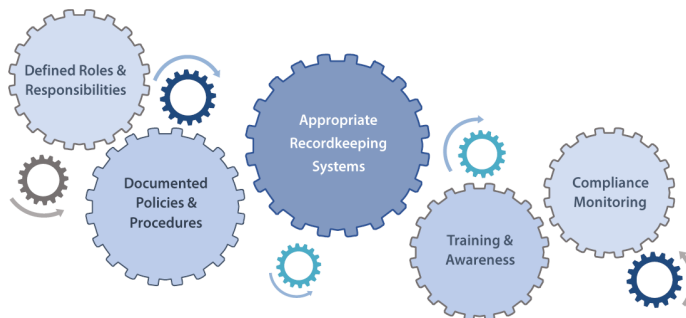 Defined Roles &
Responsibilities
Documented
Policies &
Procedures
Appropriate
Recordkeeping
Systems
Training &
Awareness
Compliance
Monitoring